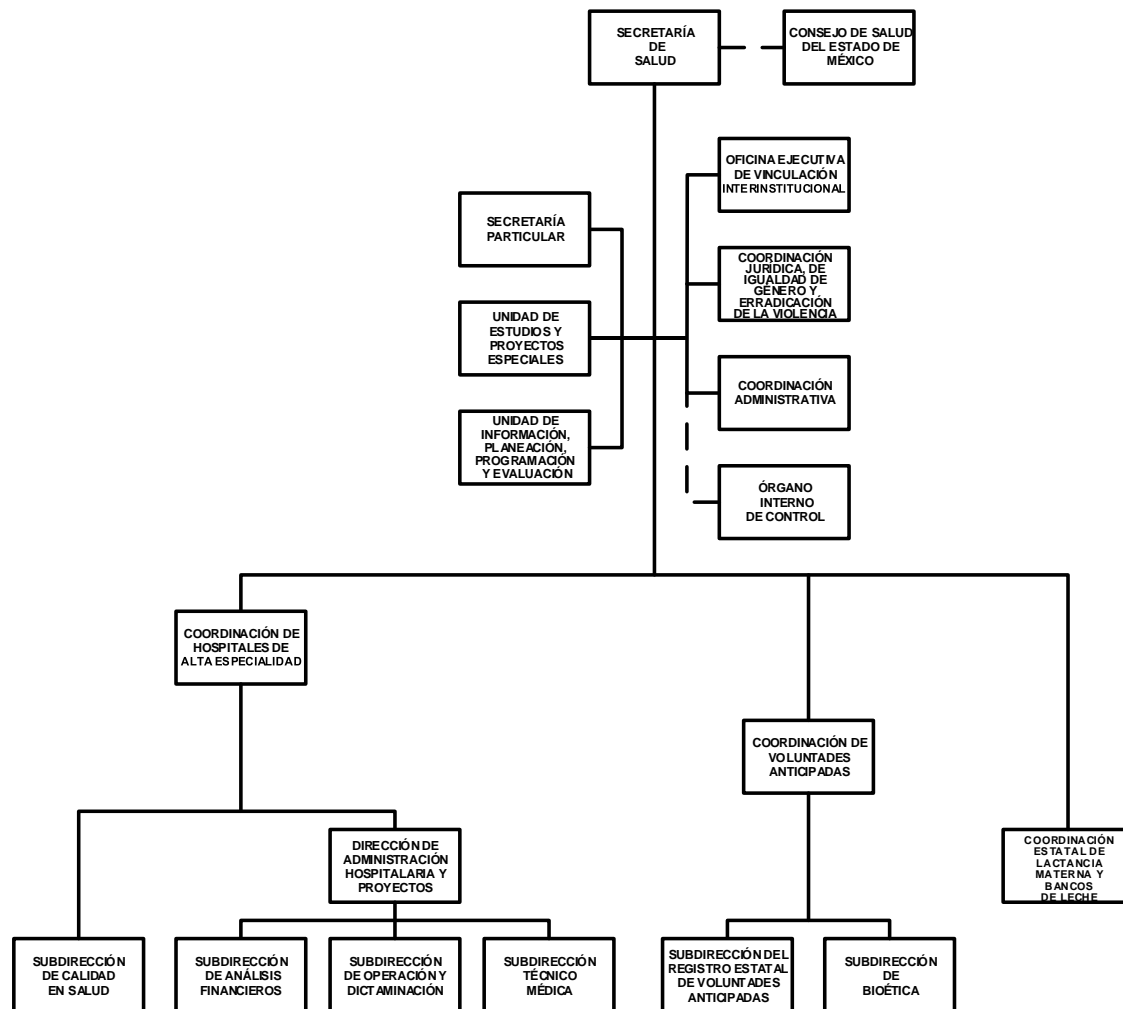 SECRETARÍA
DE
SALUD
CONSEJO DE SALUD
DEL ESTADO DE
MÉXICO
OFICINA EJECUTIVA
DE VINCULACIÓN
INTERINSTITUCIONAL
SECRETARÍA
PARTICULAR
COORDINACIÓN
JURÍDICA, DE
IGUALDAD DE
GÉNERO Y
ERRADICACIÓN
DE LA VIOLENCIA
UNIDAD DE
ESTUDIOS Y
PROYECTOS
ESPECIALES
COORDINACIÓN
ADMINISTRATIVA
UNIDAD DE
INFORMACIÓN,
PLANEACIÓN,
PROGRAMACIÓN
Y EVALUACIÓN
ÓRGANO
INTERNO
DE CONTROL
COORDINACIÓN DE
HOSPITALES DE
ALTA ESPECIALIDAD
COORDINACIÓN DE
VOLUNTADES
ANTICIPADAS
DIRECCIÓN DE
ADMINISTRACIÓN
HOSPITALARIA Y
PROYECTOS
COORDINACIÓN
ESTATAL DE
LACTANCIA
MATERNA Y
BANCOS
DE LECHE
SUBDIRECCIÓN
DE CALIDAD
EN SALUD
SUBDIRECCIÓN
DE ANÁLISIS
FINANCIEROS
SUBDIRECCIÓN
DE OPERACIÓN Y
DICTAMINACIÓN
SUBDIRECCIÓN
TÉCNICO
MÉDICA
SUBDIRECCIÓN DEL
REGISTRO ESTATAL
DE VOLUNTADES
ANTICIPADAS
SUBDIRECCIÓN
DE
BIOÉTICA